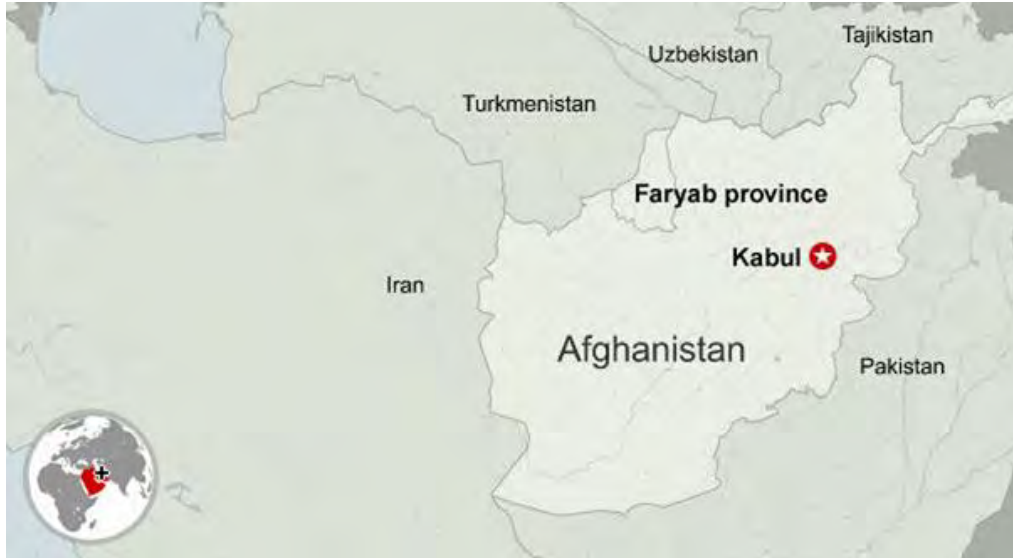 Tajikistan
Uzbekistan
Turkmenistan
Faryab province
Kabul
Iran
Afghanistan
Pakistan